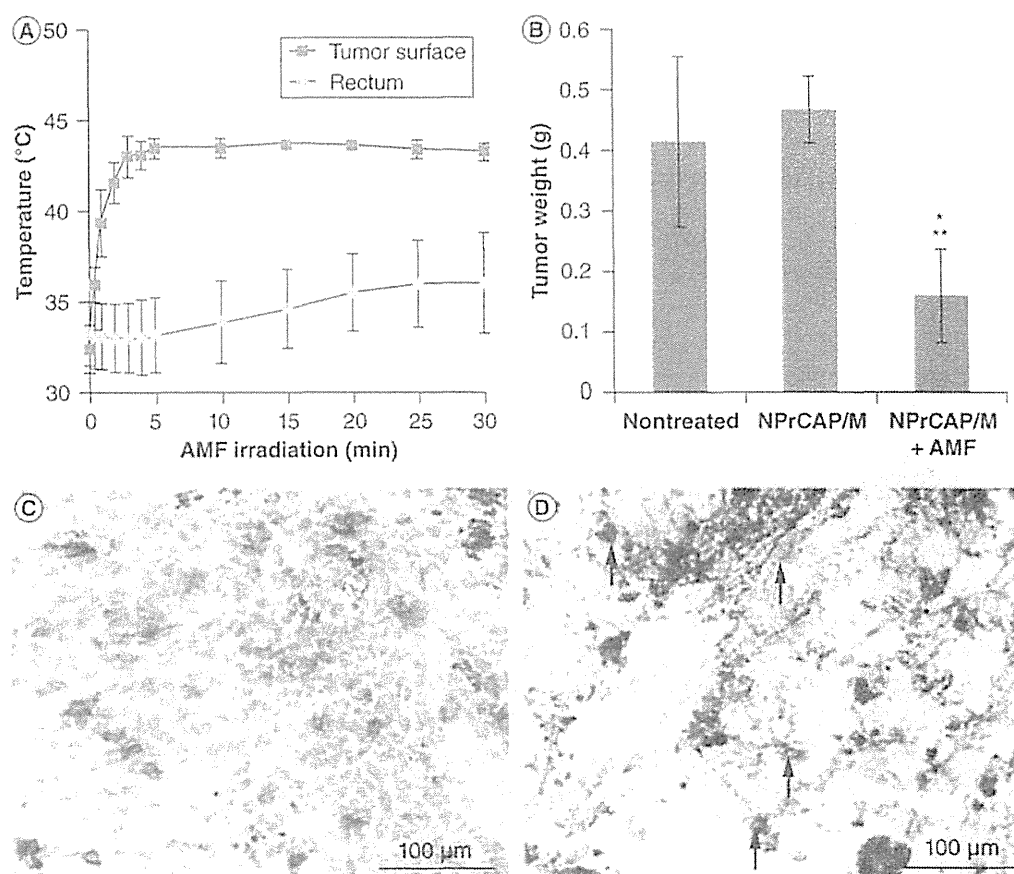 A
50
45
40
35
30
Temperature (°C)
Tumor surface
Rectum
0 5 10 15 20 25 30
AMF irradiation (min)
B
0.6
0.5
0.4
0.3
0.2
0.1
0
Tumor weight (g)
*
**
Nontreated NPrCAP/M NPrCAP/M
+ AMF
C
100 µm
D
100 µm